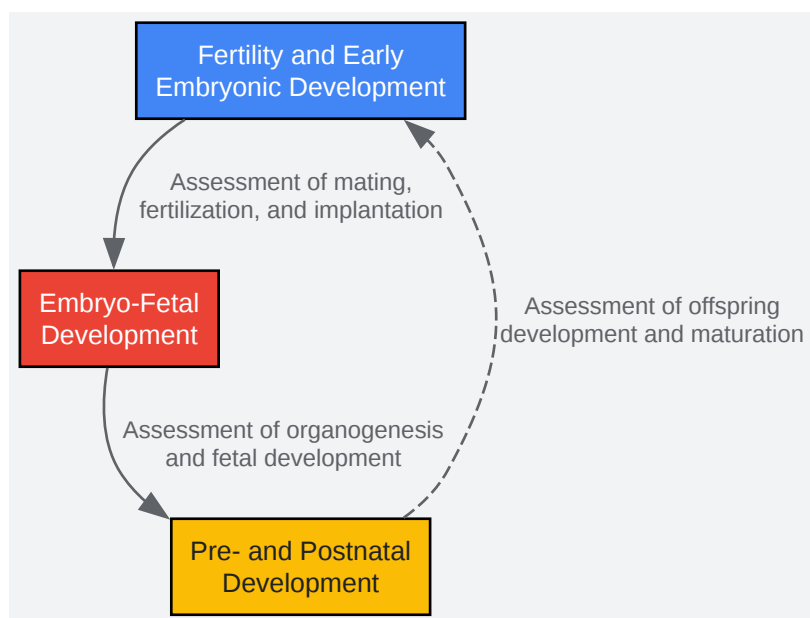 Fertility and Early
Embryonic Development
Assessment of mating,
fertilization, and implantation
Embryo-Fetal
Development
Assessment of offspring
development and maturation
Assessment of organogenesis
and fetal development
Pre- and Postnatal
Development